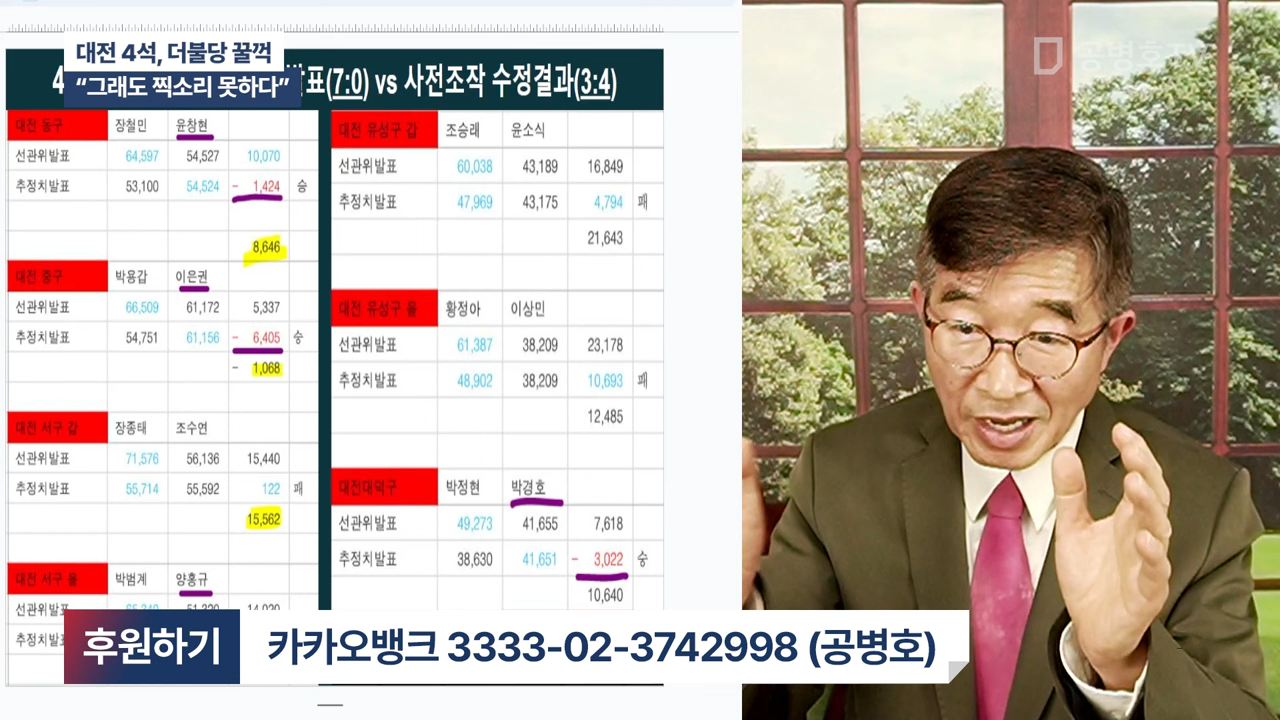 대전 4석, 더불당 꿀꺽
“그래도 찍소리 못하다”
4
발표(7:0) vs 사전조작 수정결과(3:4)
공병호
대전 동구 장철민 윤창현
선관위발표 64,597 54,527 10,070
추정치발표 53,100 54,524 - 1,424 승
8,646
대전 중구 박용갑 이은권
선관위발표 66,509 61,172 5,337
추정치발표 54,751 61,156 - 6,405 승
- 1,068
대전 서구 갑 장종태 조수연
선관위발표 71,576 56,136 15,440
추정치발표 55,714 55,592 122 패
15,562
대전 서구 을 박범계 양홍규
선관위발표
추정치
대전 유성구 갑 조승래 윤소식
선관위발표 60,038 43,189 16,849
추정치발표 47,969 43,175 4,794 패
21,643
대전 유성구 을 황정아 이상민
선관위발표 61,387 38,209 23,178
추정치발표 48,902 38,209 10,693 패
12,485
대전대덕구 박정현 박경호
선관위발표 49,273 41,655 7,618
추정치발표 38,630 41,651 - 3,022 승
10,640
후원하기 카카오뱅크 3333-02-3742998 (공병호)